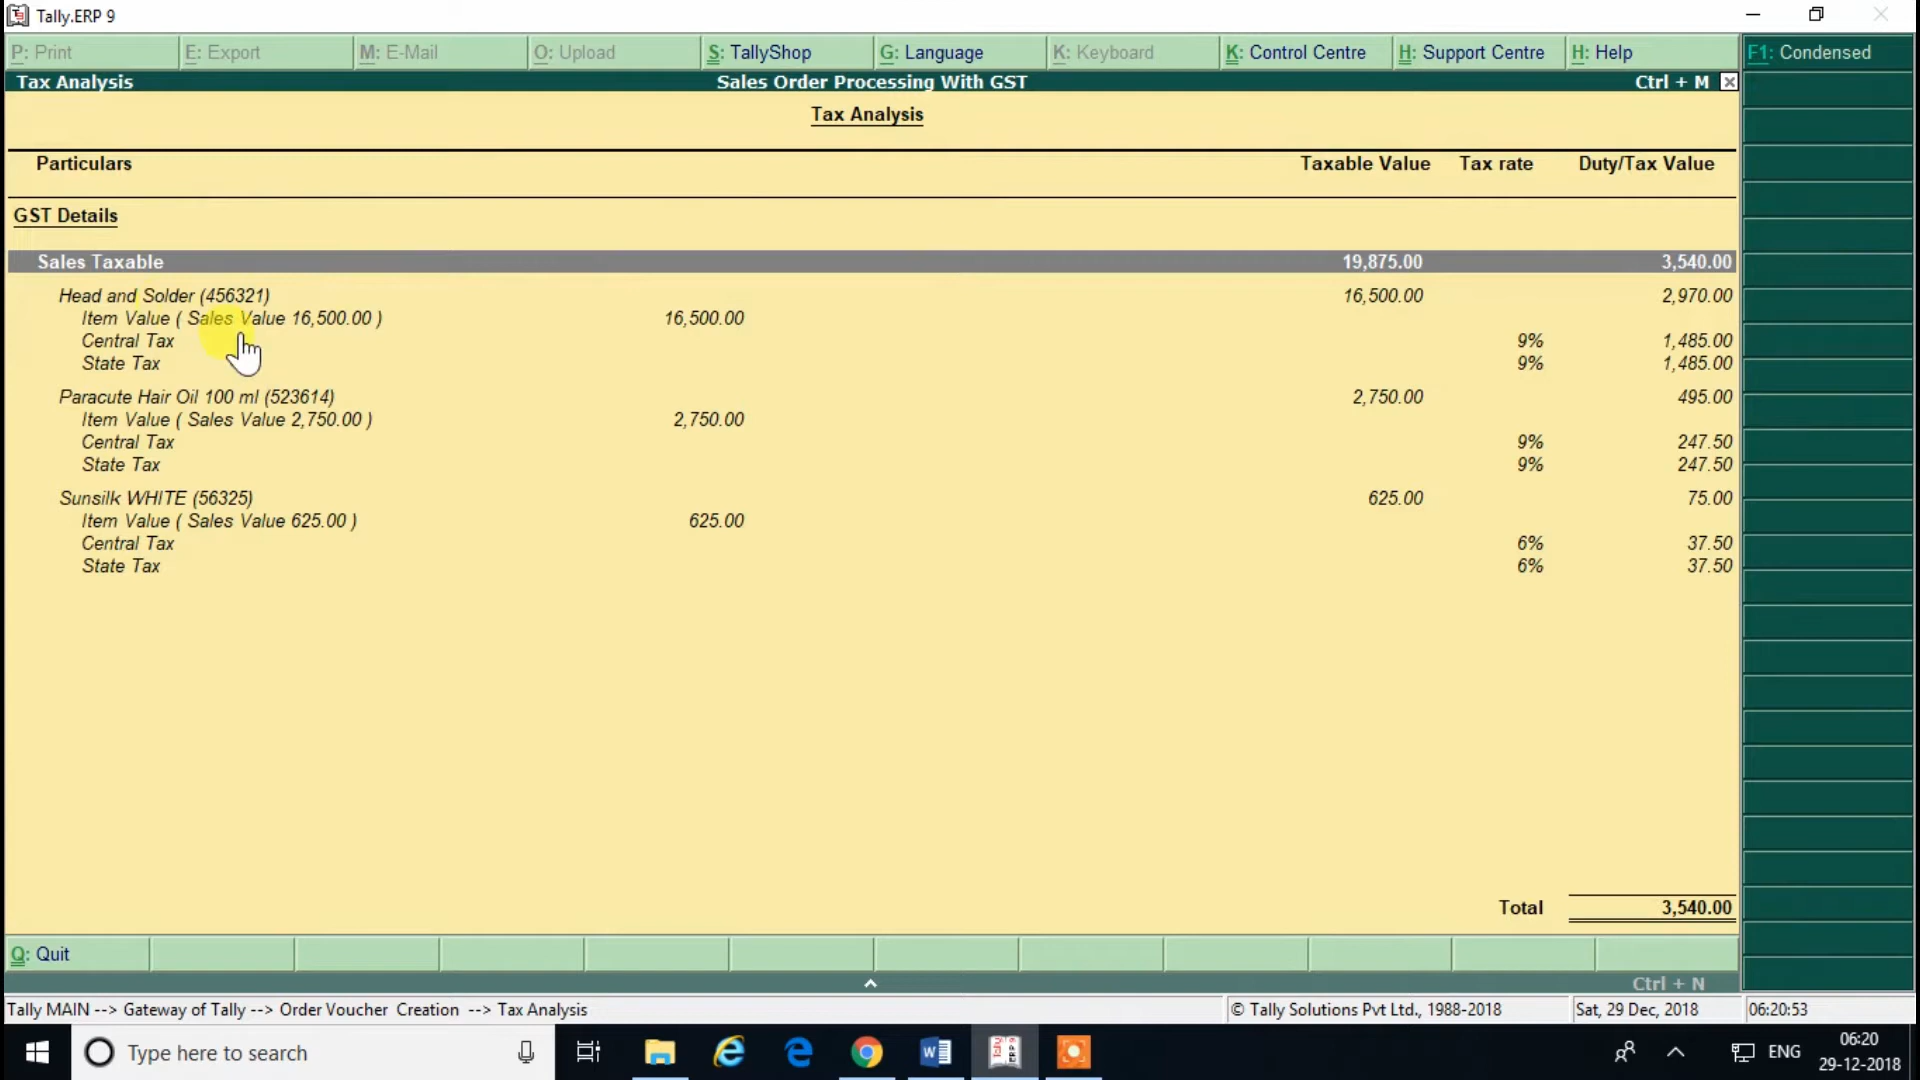 Tally.ERP 9
P: Print E: Export M: E-Mail O: Upload S: TallyShop G: Language K: Keyboard K: Control Centre H: Support Centre H: Help F1: Condensed
Tax Analysis Sales Order Processing With GST Ctrl + M
Tax Analysis
Particulars Taxable Value Tax rate Duty/Tax Value
GST Details
Sales Taxable 19,875.00 3,540.00
Head and Solder (456321) 16,500.00 2,970.00
Item Value ( Sales Value 16,500.00 ) 16,500.00
Central Tax 9% 1,485.00
State Tax 9% 1,485.00
Paracute Hair Oil 100 ml (523614) 2,750.00 495.00
Item Value ( Sales Value 2,750.00 ) 2,750.00
Central Tax 9% 247.50
State Tax 9% 247.50
Sunsilk WHITE (56325) 625.00 75.00
Item Value ( Sales Value 625.00 ) 625.00
Central Tax 6% 37.50
State Tax 6% 37.50
Total 3,540.00
Q: Quit
Ctrl + N
Tally MAIN --> Gateway of Tally --> Order Voucher Creation --> Tax Analysis © Tally Solutions Pvt Ltd., 1988-2018 Sat, 29 Dec, 2018 06:20:53
Type here to search ENG 06:20
29-12-2018